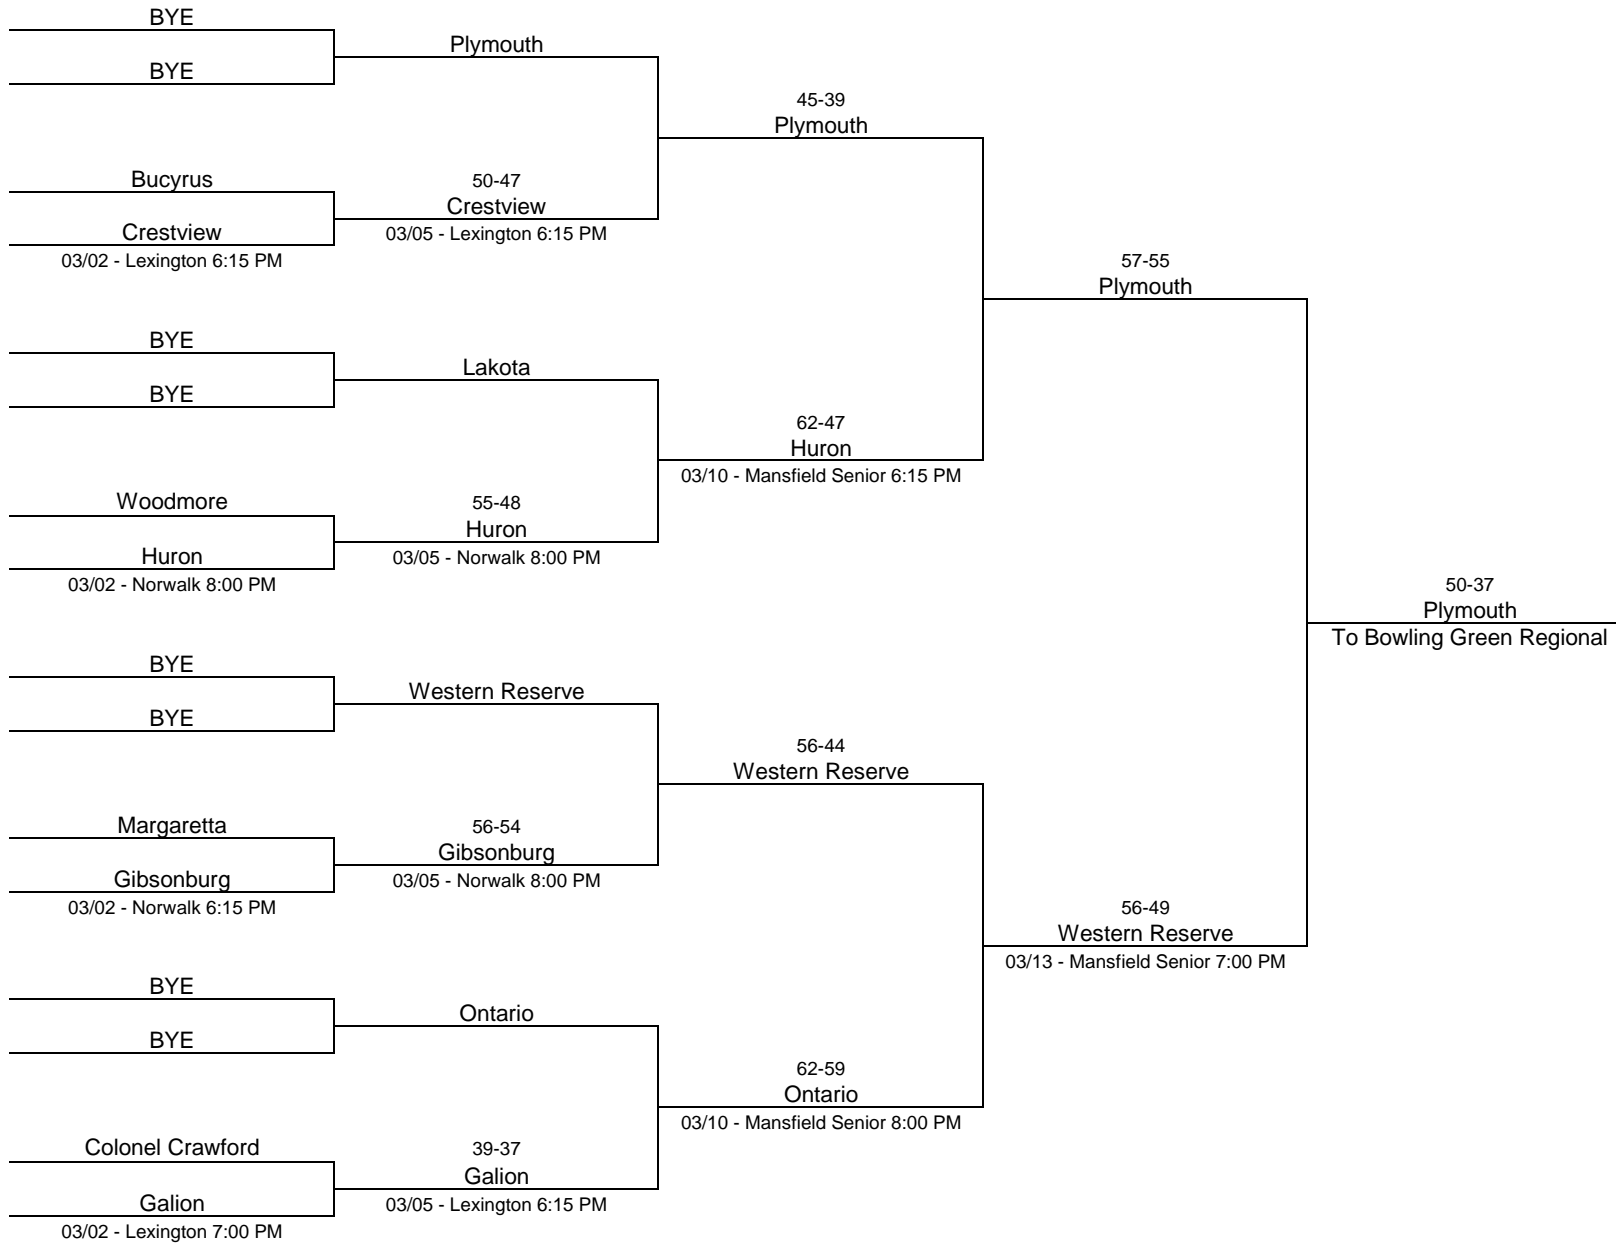 BYE
BYE
Plymouth
45-39
Plymouth
Bucyrus
Crestview
03/02 - Lexington 6:15 PM
50-47
Crestview
03/05 - Lexington 6:15 PM
57-55
Plymouth
BYE
BYE
Lakota
62-47
Huron
03/10 - Mansfield Senior 6:15 PM
Woodmore
Huron
03/02 - Norwalk 8:00 PM
55-48
Huron
03/05 - Norwalk 8:00 PM
50-37
Plymouth
To Bowling Green Regional
BYE
BYE
Western Reserve
56-44
Western Reserve
Margaretta
Gibsonburg
03/02 - Norwalk 6:15 PM
56-54
Gibsonburg
03/05 - Norwalk 8:00 PM
56-49
Western Reserve
03/13 - Mansfield Senior 7:00 PM
BYE
BYE
Ontario
62-59
Ontario
03/10 - Mansfield Senior 8:00 PM
Colonel Crawford
Galion
03/02 - Lexington 7:00 PM
39-37
Galion
03/05 - Lexington 6:15 PM